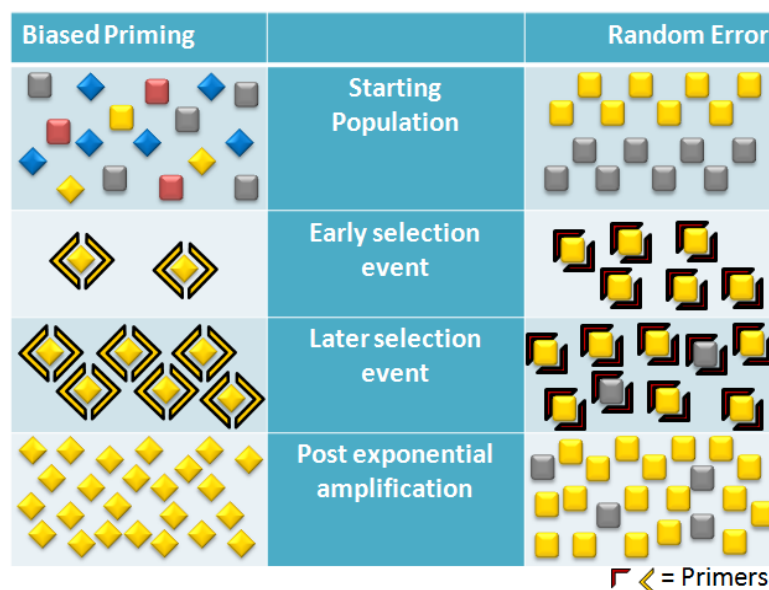 Biased Priming
Random Error
Starting
Population
Early selection
event
Later selection
event
Post exponential
amplification
= Primers